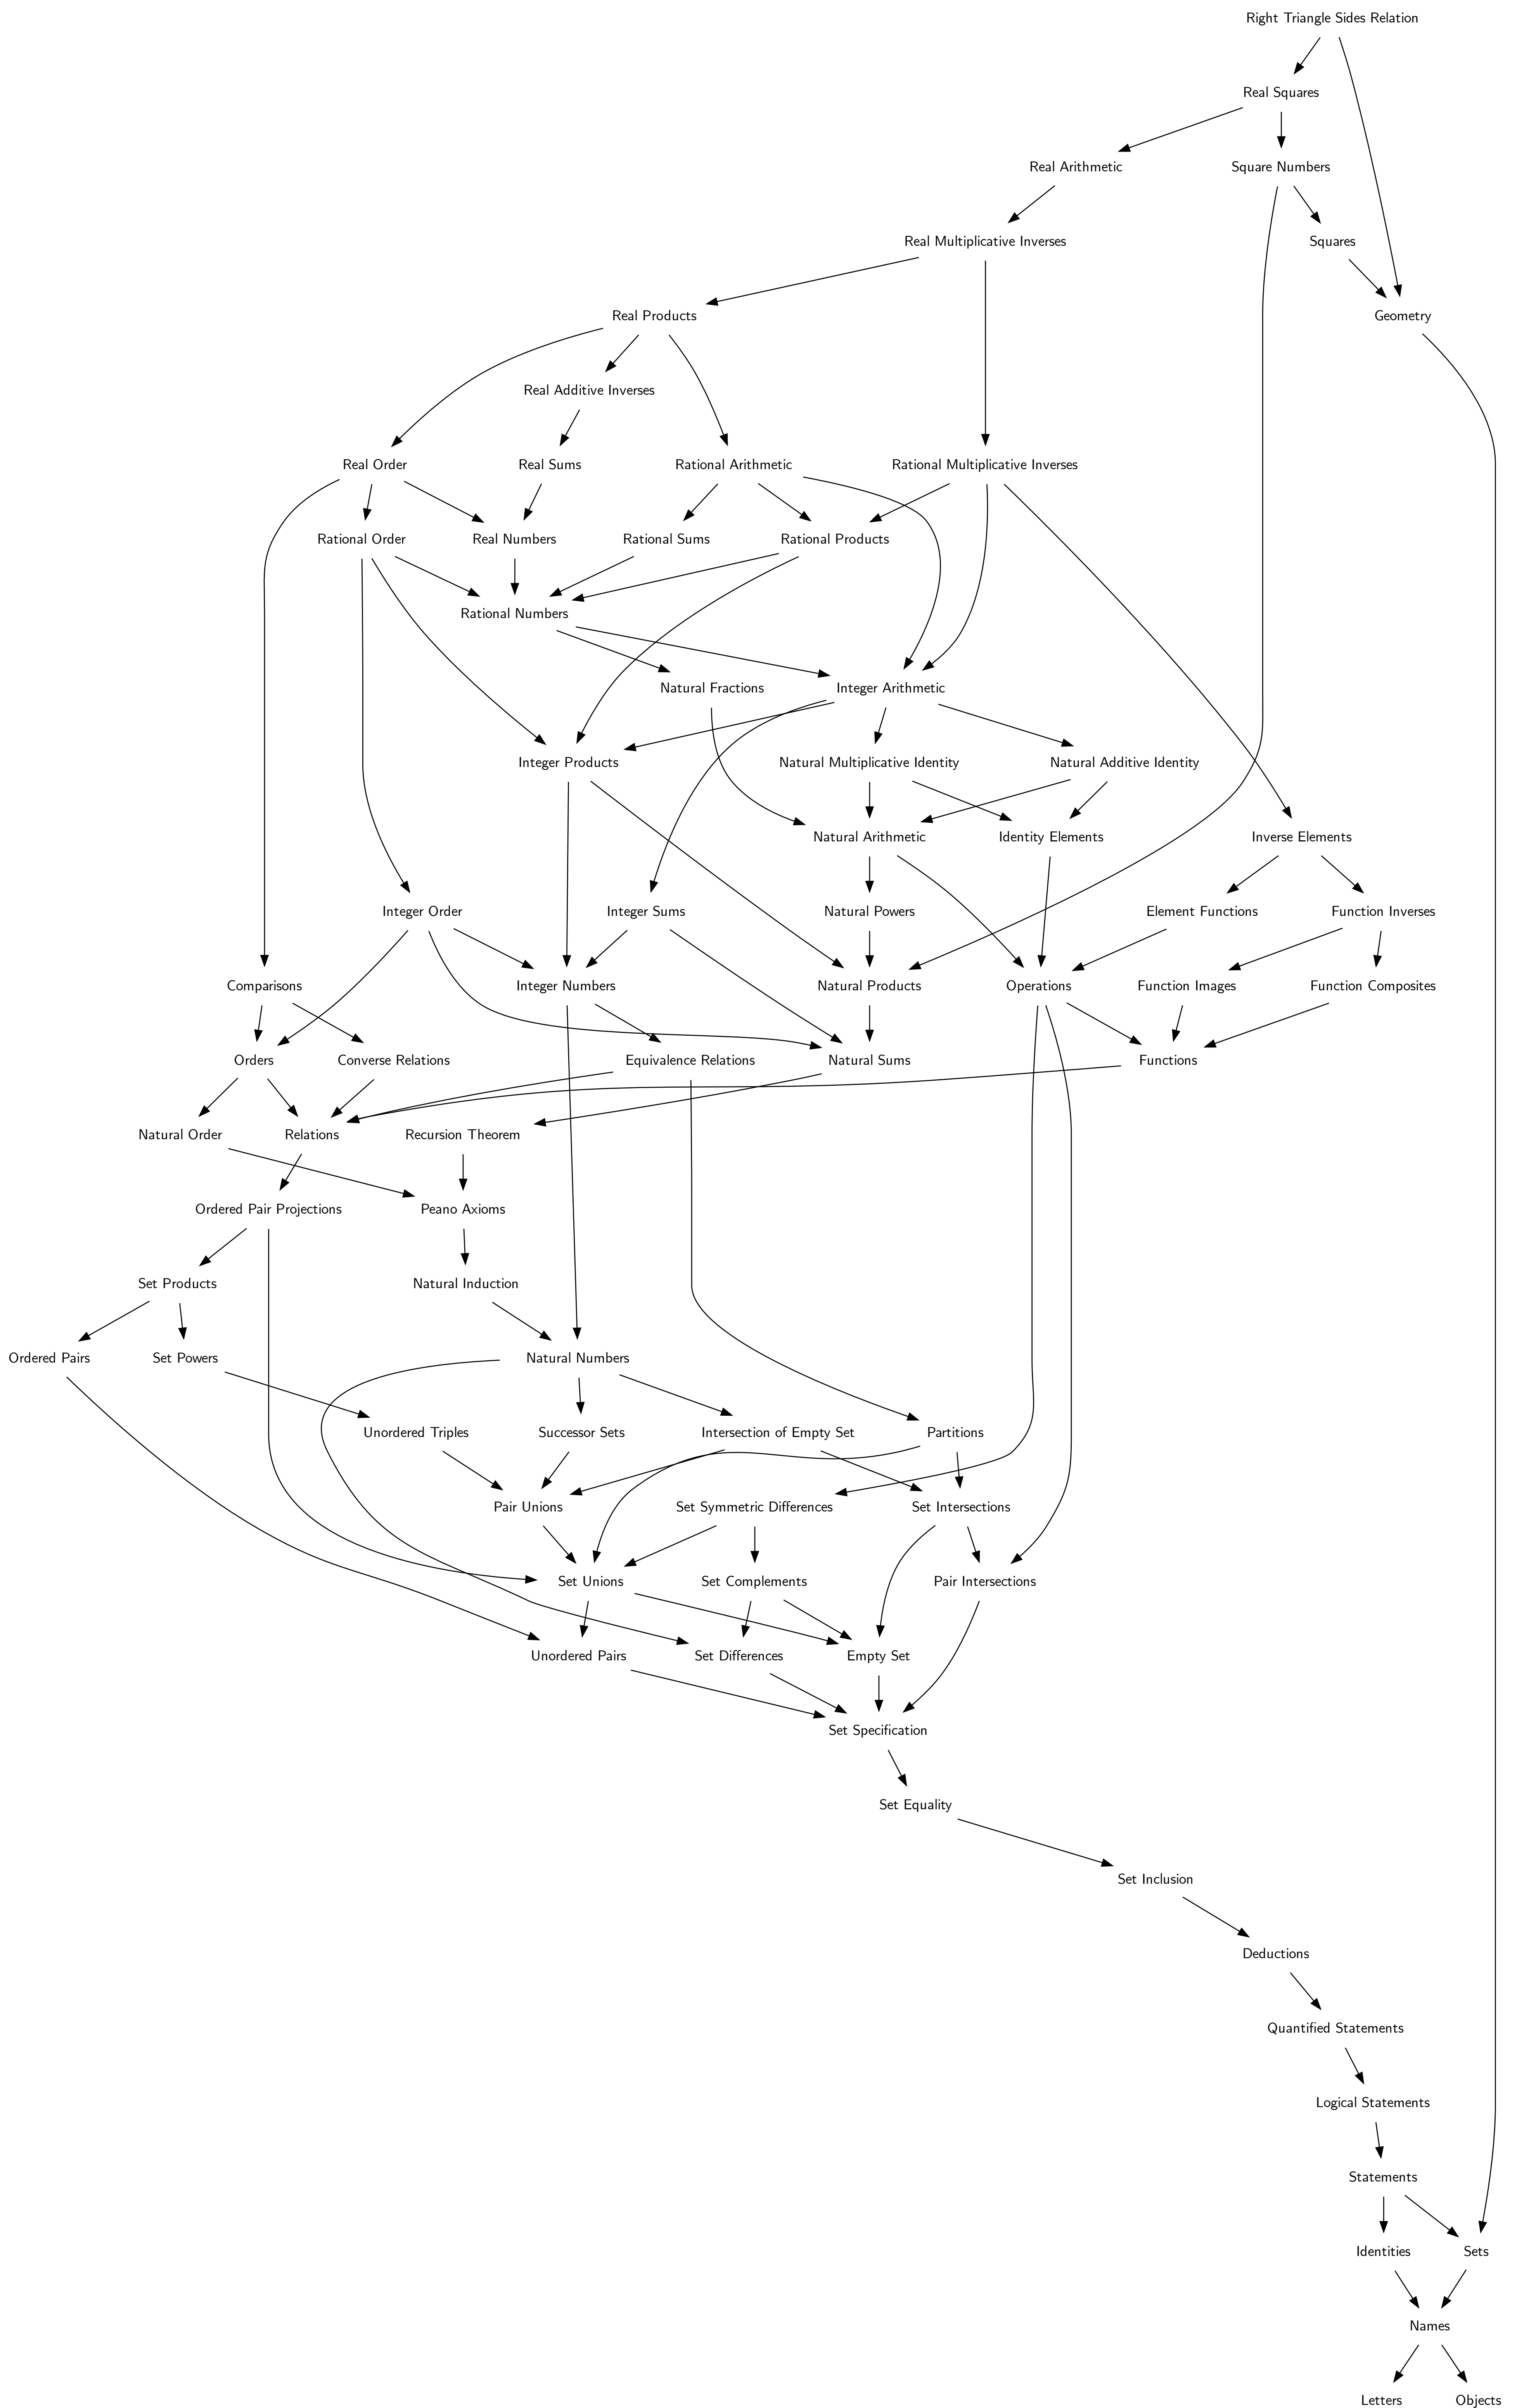 Right Triangle Sides Relation
Real Squares
Real Arithmetic
Square Numbers
Real Multiplicative Inverses
Squares
Real Products
Geometry
Real Additive Inverses
Real Order
Real Sums
Rational Arithmetic
Rational Multiplicative Inverses
Rational Order
Real Numbers
Rational Sums
Rational Products
Rational Numbers
Natural Fractions
Integer Arithmetic
Integer Products
Natural Multiplicative Identity
Natural Additive Identity
Natural Arithmetic
Identity Elements
Inverse Elements
Integer Order
Integer Sums
Natural Powers
Element Functions
Function Inverses
Comparisons
Integer Numbers
Natural Products
Operations
Function Images
Function Composites
Orders
Converse Relations
Equivalence Relations
Natural Sums
Functions
Natural Order
Relations
Recursion Theorem
Ordered Pair Projections
Peano Axioms
Set Products
Natural Induction
Ordered Pairs
Set Powers
Natural Numbers
Unordered Triples
Successor Sets
Intersection of Empty Set
Partitions
Pair Unions
Set Symmetric Differences
Set Intersections
Set Unions
Set Complements
Pair Intersections
Unordered Pairs
Set Differences
Empty Set
Set Specification
Set Equality
Set Inclusion
Deductions
Quantified Statements
Logical Statements
Statements
Identities
Sets
Names
Letters
Objects